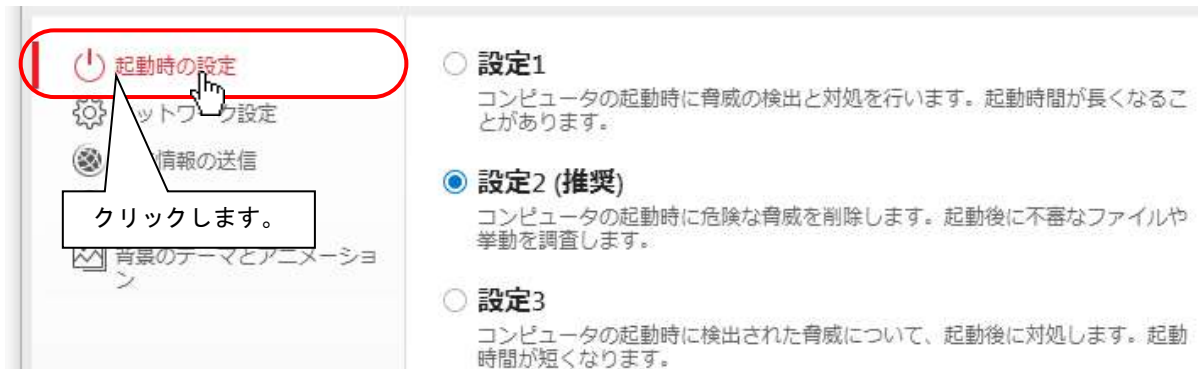 起動時の設定
ットワーク設定
情報の送信
クリックします。
背景のテーマとアニメーショ
ン
設定1
コンピュータの起動時に脅威の検出と対処を行います。起動時間が長くなるこ
とがあります。
設定2 (推奨)
コンピュータの起動時に危険な脅威を削除します。起動後に不審なファイルや
挙動を調査します。
設定3
コンピュータの起動時に検出された脅威について、起動後に対処します。起動
時間が短くなります。